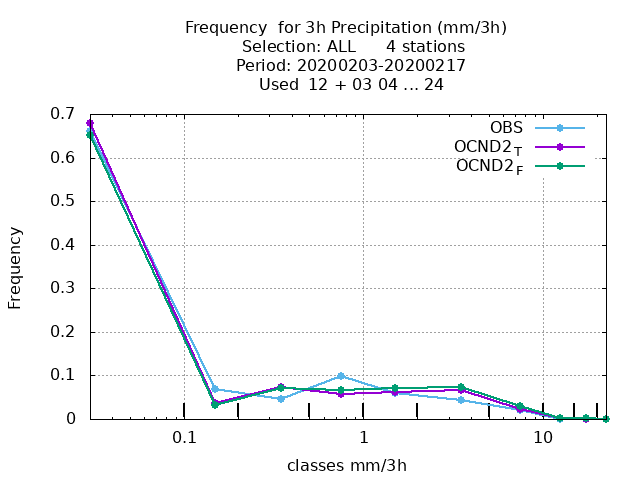 Frequency  for 3h Precipitation (mm/3h)
Selection: ALL      4 stations
Period: 20200203-20200217
Used  12 + 03 04 ... 24
0.7
0.6
0.5
0.4
0.3
0.2
0.1
0
Frequency
OBS
OCND2_T
OCND2_F
0.1 1 10
classes mm/3h